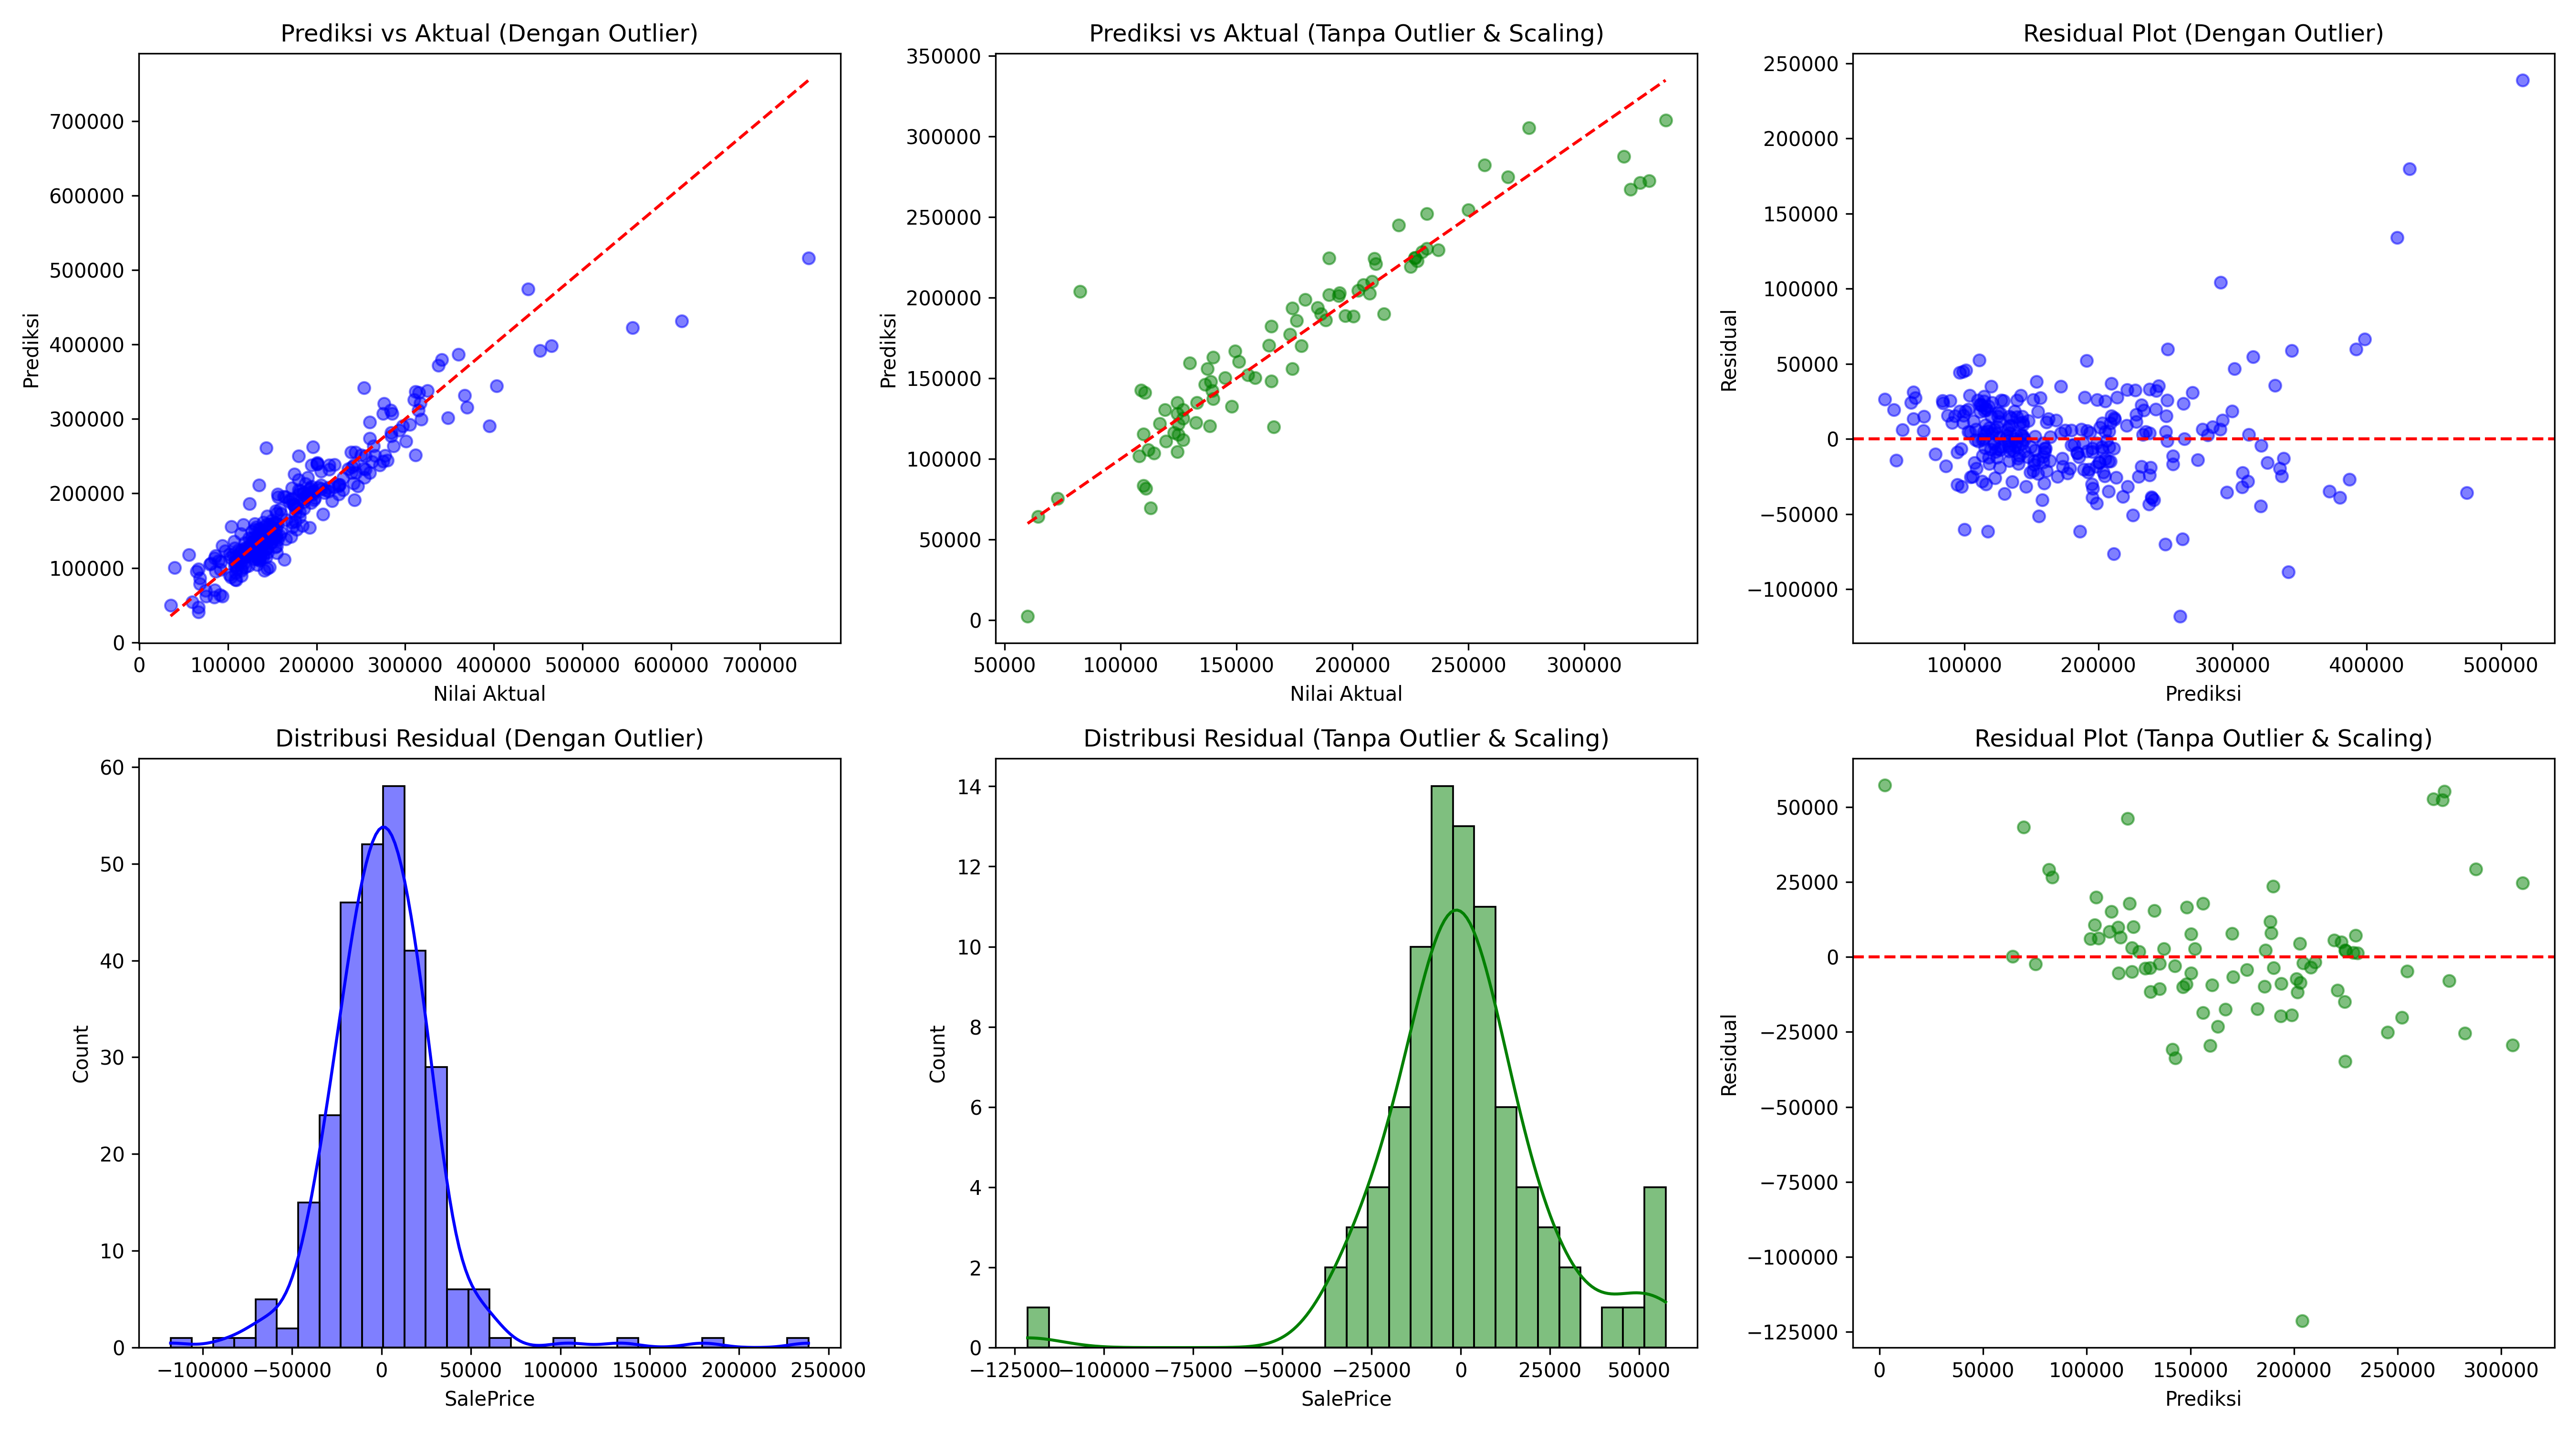 Prediksi vs Aktual (Dengan Outlier)
700000
600000
500000
400000
300000
200000
100000
0
Prediksi
0 100000 200000 300000 400000 500000 600000 700000
Nilai Aktual
Prediksi vs Aktual (Tanpa Outlier & Scaling)
350000
300000
250000
200000
150000
100000
50000
0
Prediksi
50000 100000 150000 200000 250000 300000
Nilai Aktual
Residual Plot (Dengan Outlier)
250000
200000
150000
100000
50000
0
−50000
−100000
Residual
100000 200000 300000 400000 500000
Prediksi
Distribusi Residual (Dengan Outlier)
60
50
40
30
20
10
0
Count
−100000 −50000 0 50000 100000 150000 200000 250000
SalePrice
Distribusi Residual (Tanpa Outlier & Scaling)
14
12
10
8
6
4
2
0
Count
−125000 −100000 −75000 −50000 −25000 0 25000 50000
SalePrice
Residual Plot (Tanpa Outlier & Scaling)
50000
25000
0
−25000
−50000
−75000
−100000
−125000
Residual
0 50000 100000 150000 200000 250000 300000
Prediksi